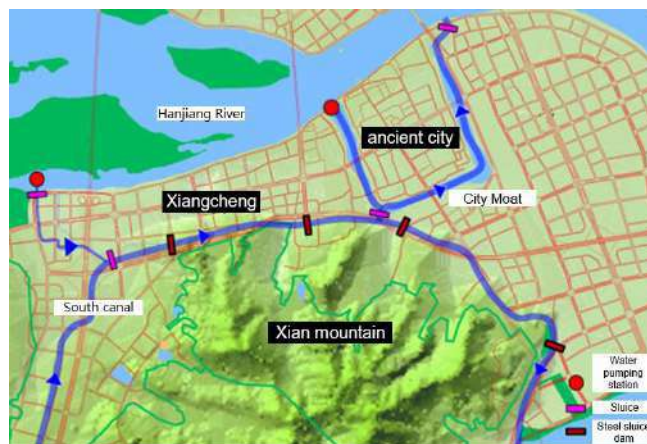 Hanjiang River
ancient city
Xiangcheng
City Moat
South canal
Xian mountain
Water
pumping
station
Sluice
Steel sluice
dam